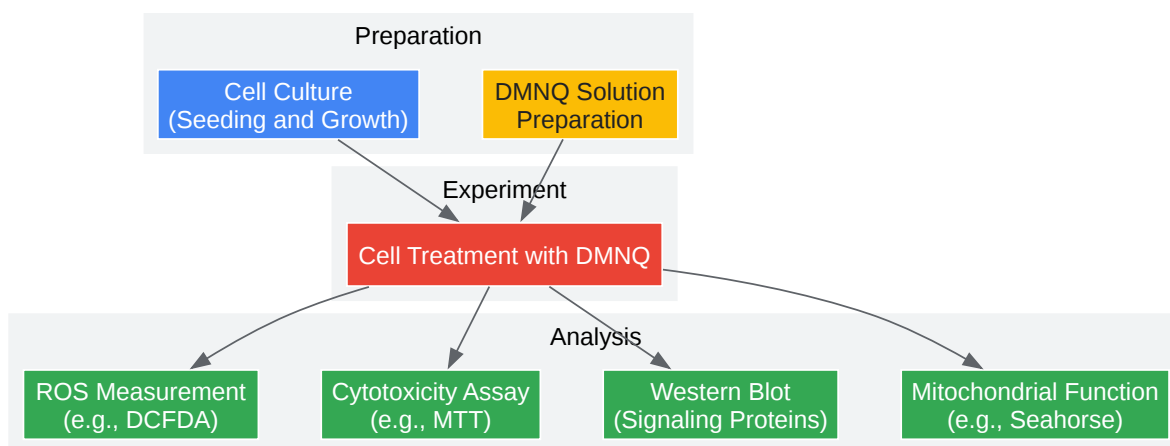 Preparation
Cell Culture
(Seeding and Growth)
DMNQ Solution
Preparation
Experiment
Cell Treatment with DMNQ
Analysis
ROS Measurement
(e.g., DCFDA)
Cytotoxicity Assay
(e.g., MTT)
Western Blot
(Signaling Proteins)
Mitochondrial Function
(e.g., Seahorse)